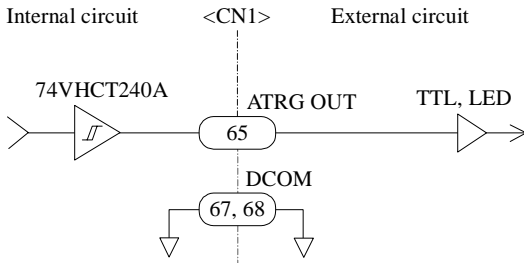 Internal circuit <CN1> External circuit
74VHCT240A
ATRG OUT TTL, LED
65
DCOM
67, 68